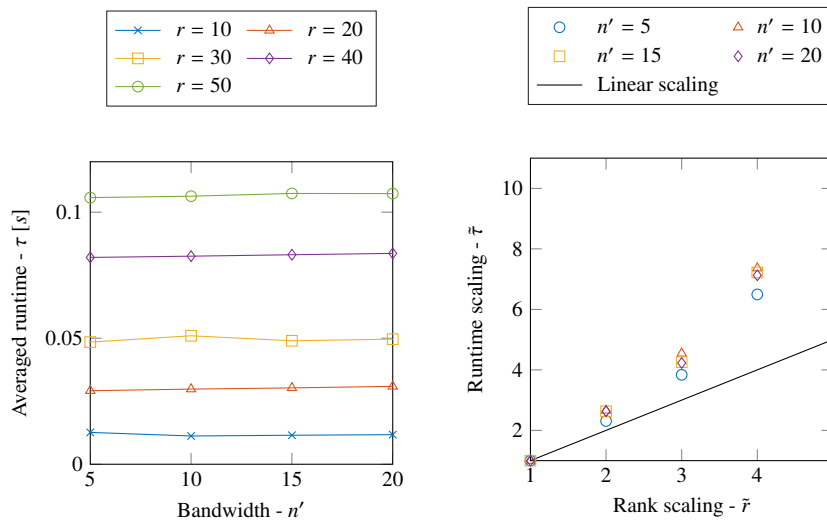 r = 10
r = 20
r = 30
r = 40
r = 50
0.1
0.05
0
5
10
15
20
Averaged runtime - τ [s]
Bandwidth - n′
n′ = 5
n′ = 10
n′ = 15
n′ = 20
Linear scaling
10
8
6
4
2
1
2
3
4
Runtime scaling - τ̃
Rank scaling - r̃